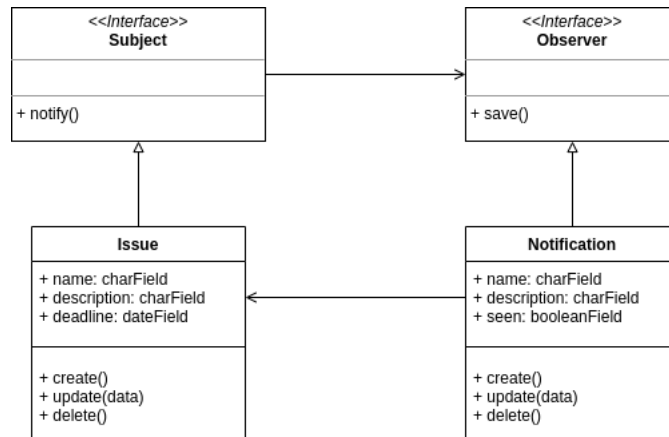 <<Interface>>
Subject
+ notify()
<<Interface>>
Observer
+ save()
Issue
+ name: charField
+ description: charField
+ deadline: dateField
+ create()
+ update(data)
+ delete()
Notification
+ name: charField
+ description: charField
+ seen: booleanField
+ create()
+ update(data)
+ delete()